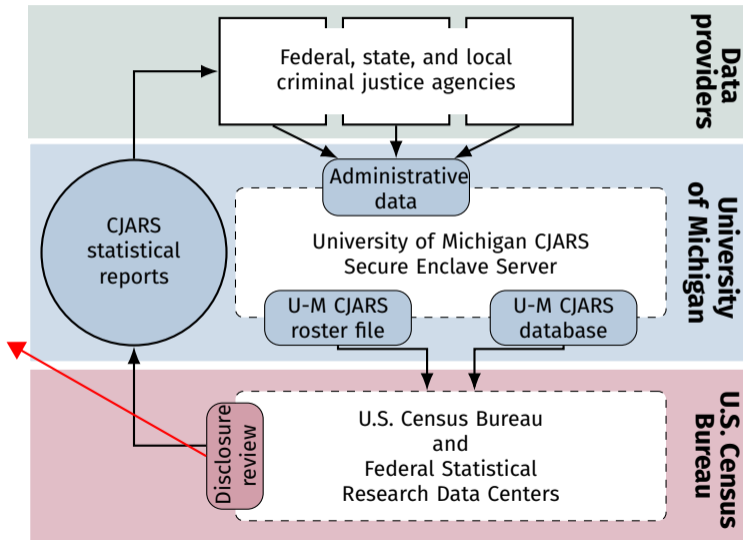 Federal, state, and local
criminal justice agencies
Data
providers
Administrative
data
University of Michigan CJARS
Secure Enclave Server
CJARS
statistical
reports
U-M CJARS
roster file
U-M CJARS
database
University
of Michigan
U.S. Census Bureau
and
Federal Statistical
Research Data Centers
Disclosure
review
U.S. Census
Bureau